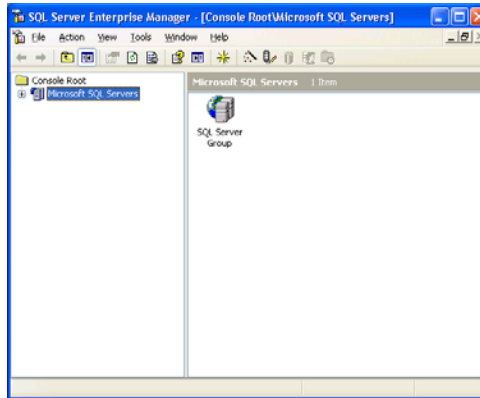 SQL Server Enterprise Manager - [Console Root\Microsoft SQL Servers]
File Action View Tools Window Help
Console Root
Microsoft SQL Servers
Microsoft SQL Servers 1 Item
SQL Server
Group